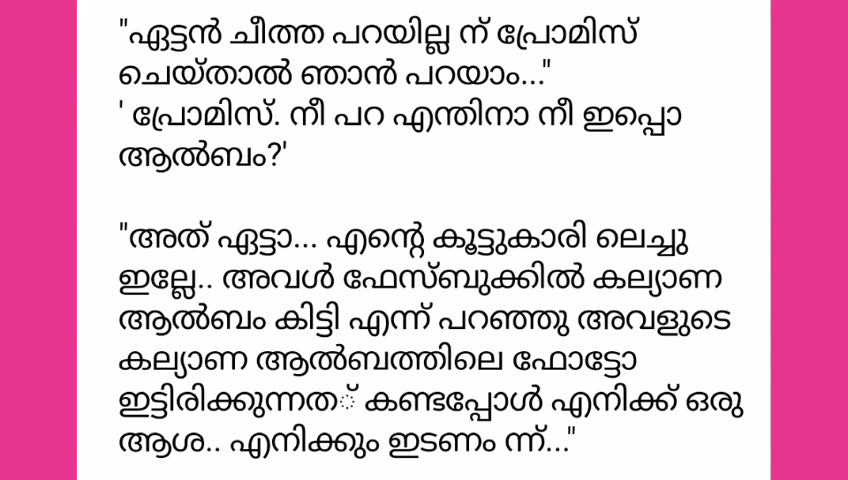 "ഏട്ടൻ ചീത്ത പറയില്ല ന് പ്രോമിസ്
ചെയ്താൽ ഞാൻ പറയാം..."
' പ്രോമിസ്. നീ പറ എന്തിനാ നീ ഇപ്പൊ
ആൽബം?'
"അത് ഏട്ടാ... എന്റെ കൂട്ടുകാരി ലെച്ചു
ഇല്ലേ.. അവൾ ഫേസ്ബുക്കിൽ കല്യാണ
ആൽബം കിട്ടി എന്ന് പറഞ്ഞു അവളുടെ
കല്യാണ ആൽബത്തിലെ ഫോട്ടോ
ഇട്ടിരിക്കുന്നത ് കണ്ടപ്പോൾ എനിക്ക് ഒരു
ആശ.. എനിക്കും ഇടണം ന്ന്..."